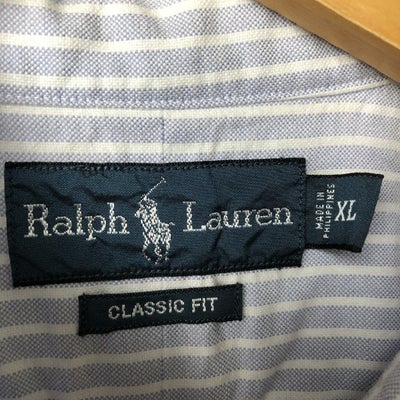 Ralph Lauren
MADE IN
PHILIPPINES
XL
CLASSIC FIT